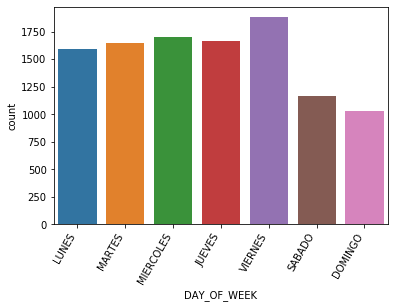 1750
1500
1250
1000
750
500
250
0
count
LUNES
MARTES
MIERCOLES
JUEVES
VIERNES
SABADO
DOMINGO
DAY_OF_WEEK